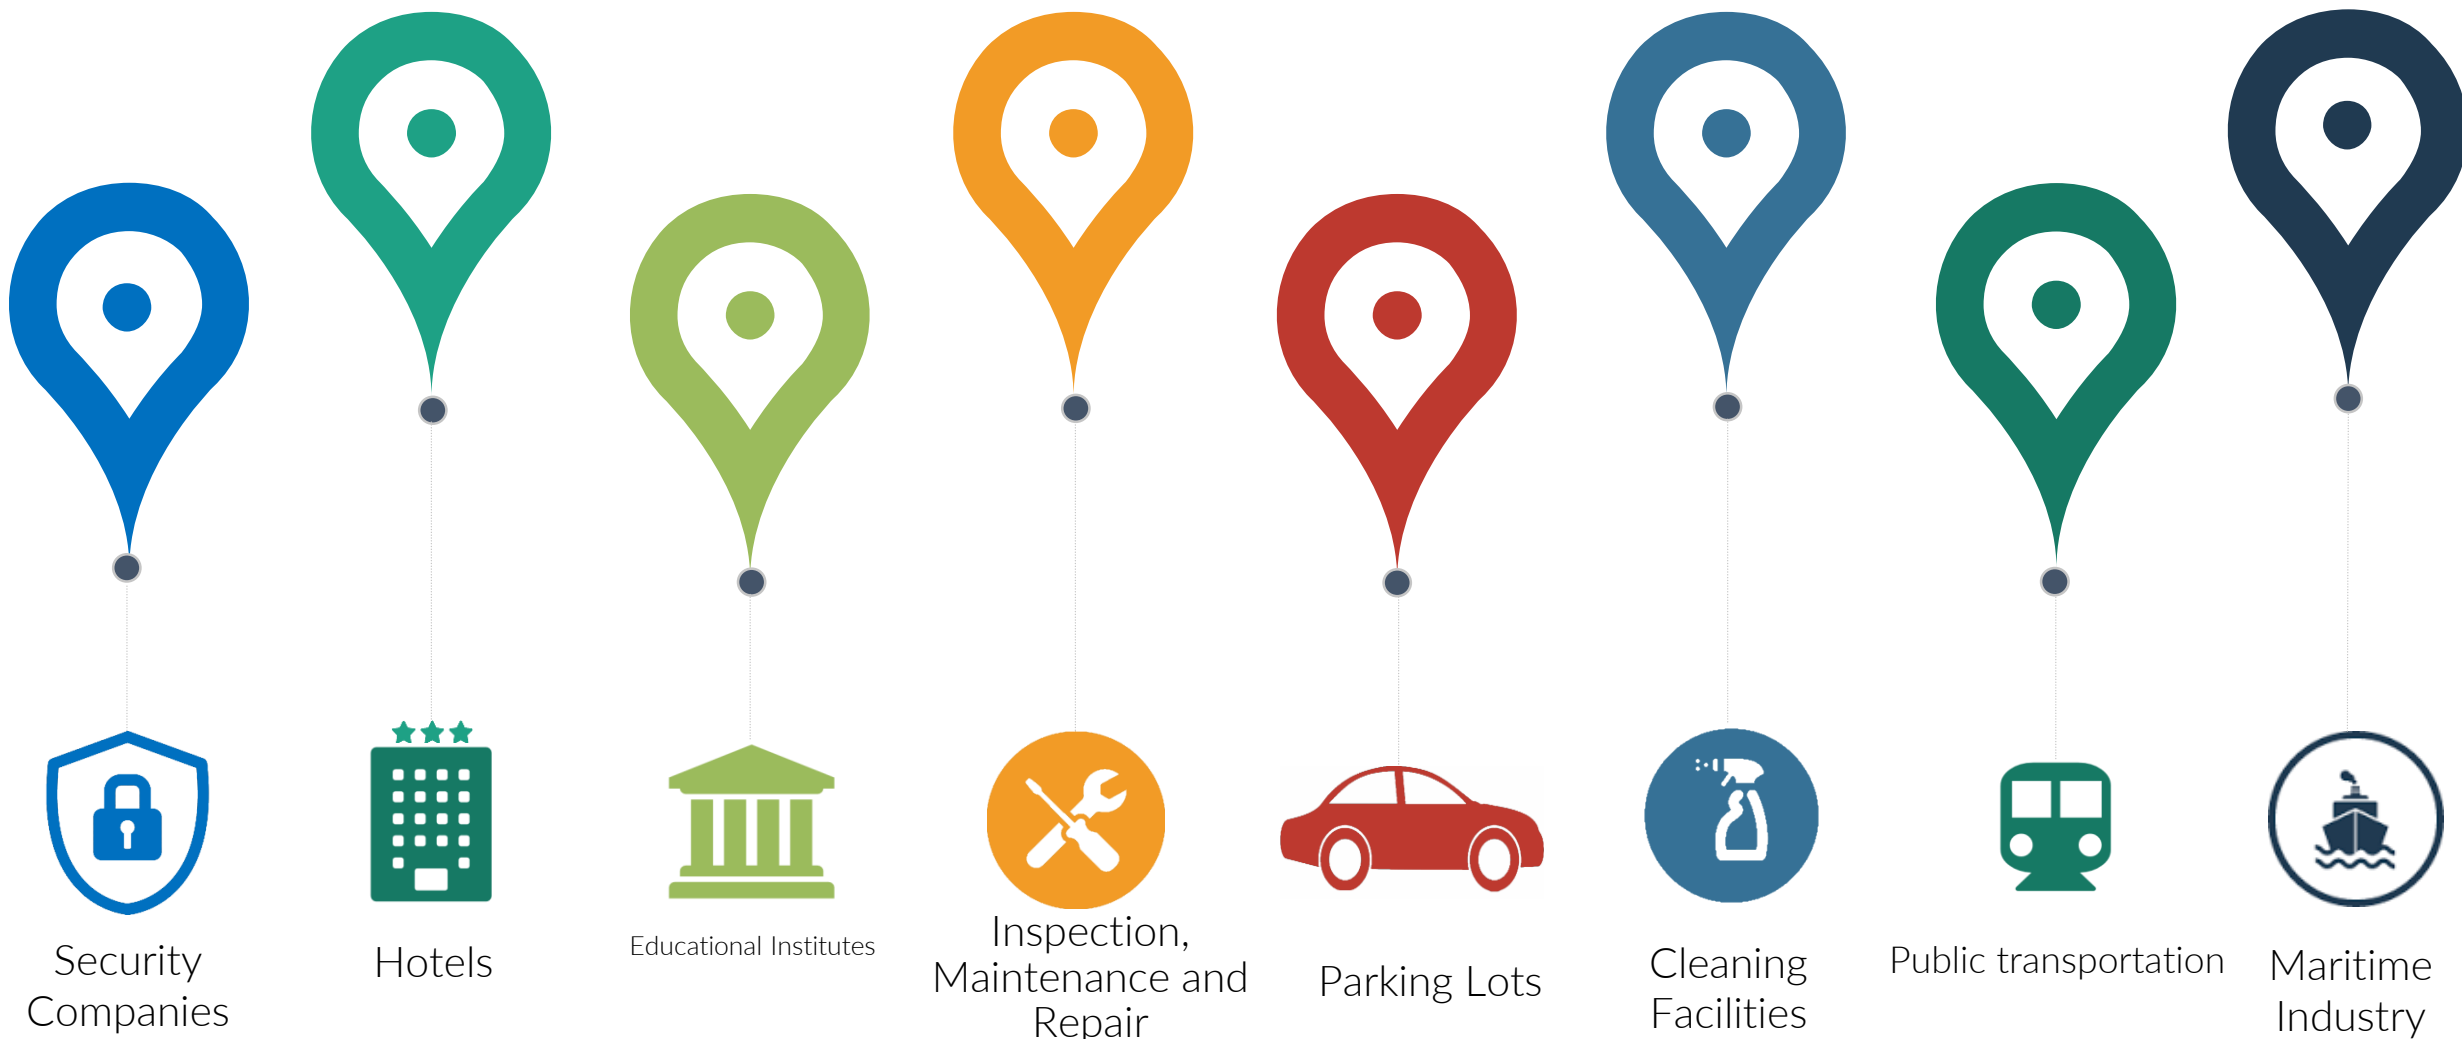 Security
Companies
Hotels
Educational Institutes
Inspection,
Maintenance and
Repair
Parking Lots
Cleaning
Facilities
Public transportation
Maritime
Industry